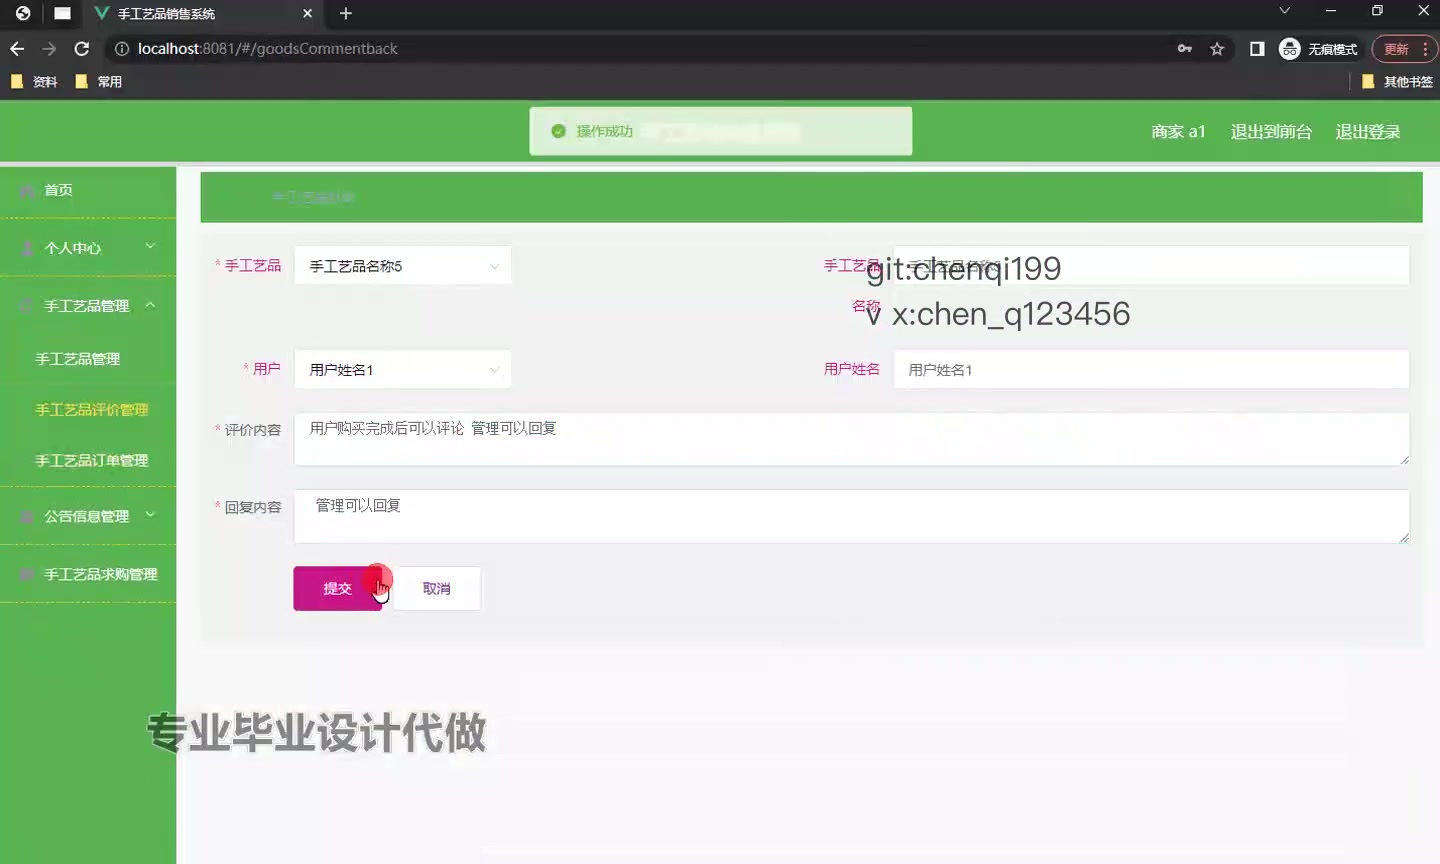 手工艺品销售系统
localhost:8081/#/goodsCommentback
无痕模式
更新
资料
常用
其他书签
操作成功
商家 a1
退出到前台
退出登录
首页
个人中心
手工艺品管理
手工艺品管理
手工艺品评价管理
手工艺品订单管理
公告信息管理
手工艺品求购管理
* 手工艺品
手工艺品名称5
手工艺品
名称
git:chenqi199
v x:chen_q123456
* 用户
用户姓名1
用户姓名
用户姓名1
* 评价内容
用户购买完成后可以评论 管理可以回复
* 回复内容
管理可以回复
提交
取消
专业毕业设计代做